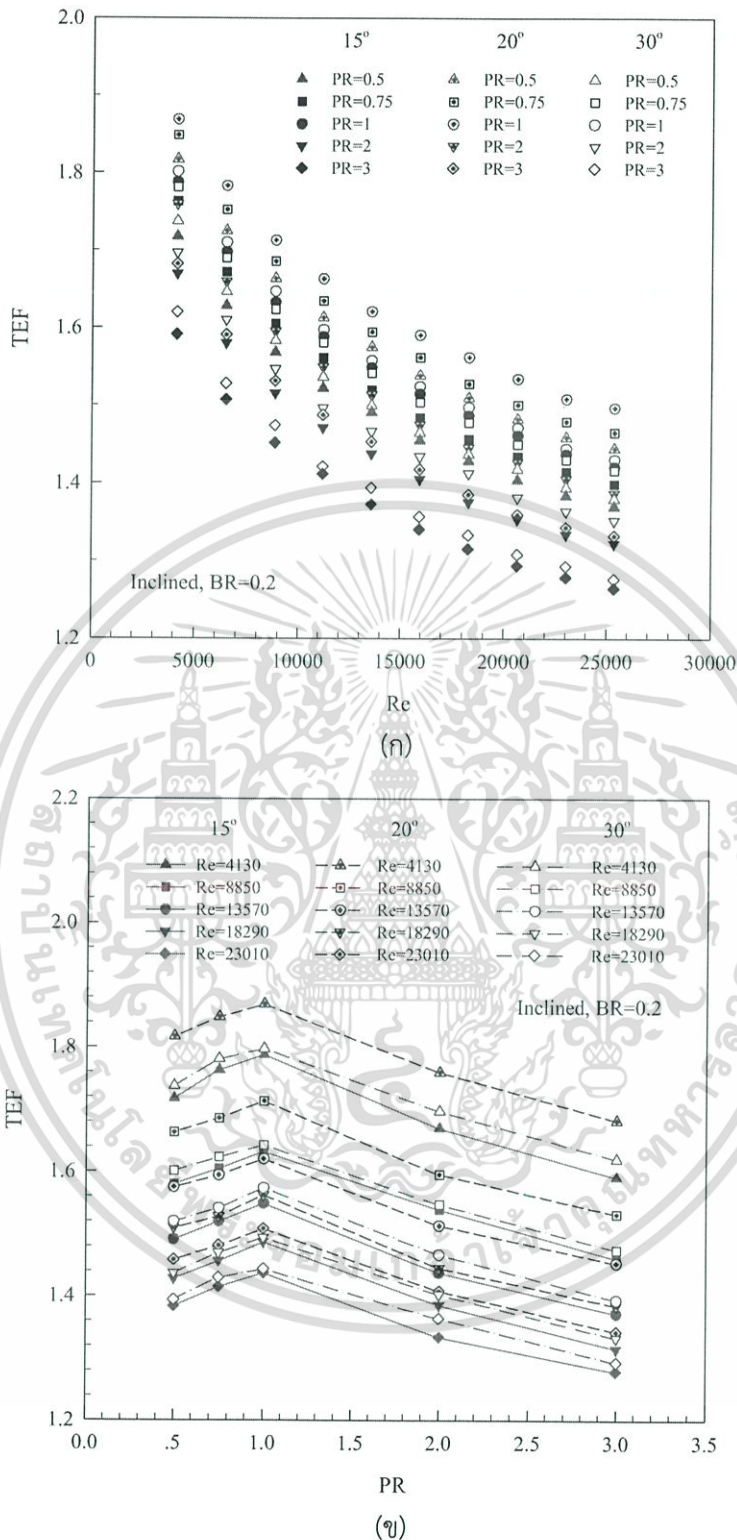 2.0
15° 20° 30°
PR=0.5 PR=0.5 PR=0.5
PR=0.75 PR=0.75 PR=0.75
PR=1 PR=1 PR=1
PR=2 PR=2 PR=2
PR=3 PR=3 PR=3
1.8
TEF
1.6
1.4
Inclined, BR=0.2
1.2
0 5000 10000 15000 20000 25000 30000
Re
(ก)
2.2
15° 20° 30°
Re=4130 Re=4130 Re=4130
Re=8850 Re=8850 Re=8850
Re=13570 Re=13570 Re=13570
Re=18290 Re=18290 Re=18290
Re=23010 Re=23010 Re=23010
2.0
Inclined, BR=0.2
1.8
TEF
1.6
1.4
1.2
0.0 .5 1.0 1.5 2.0 2.5 3.0 3.5
PR
(ข)